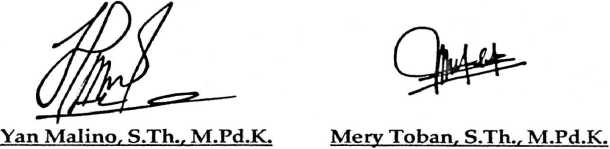 Yan Malino, S.Th., M.Pd.K. Mery Toban, S.Th., M.Pd.K.